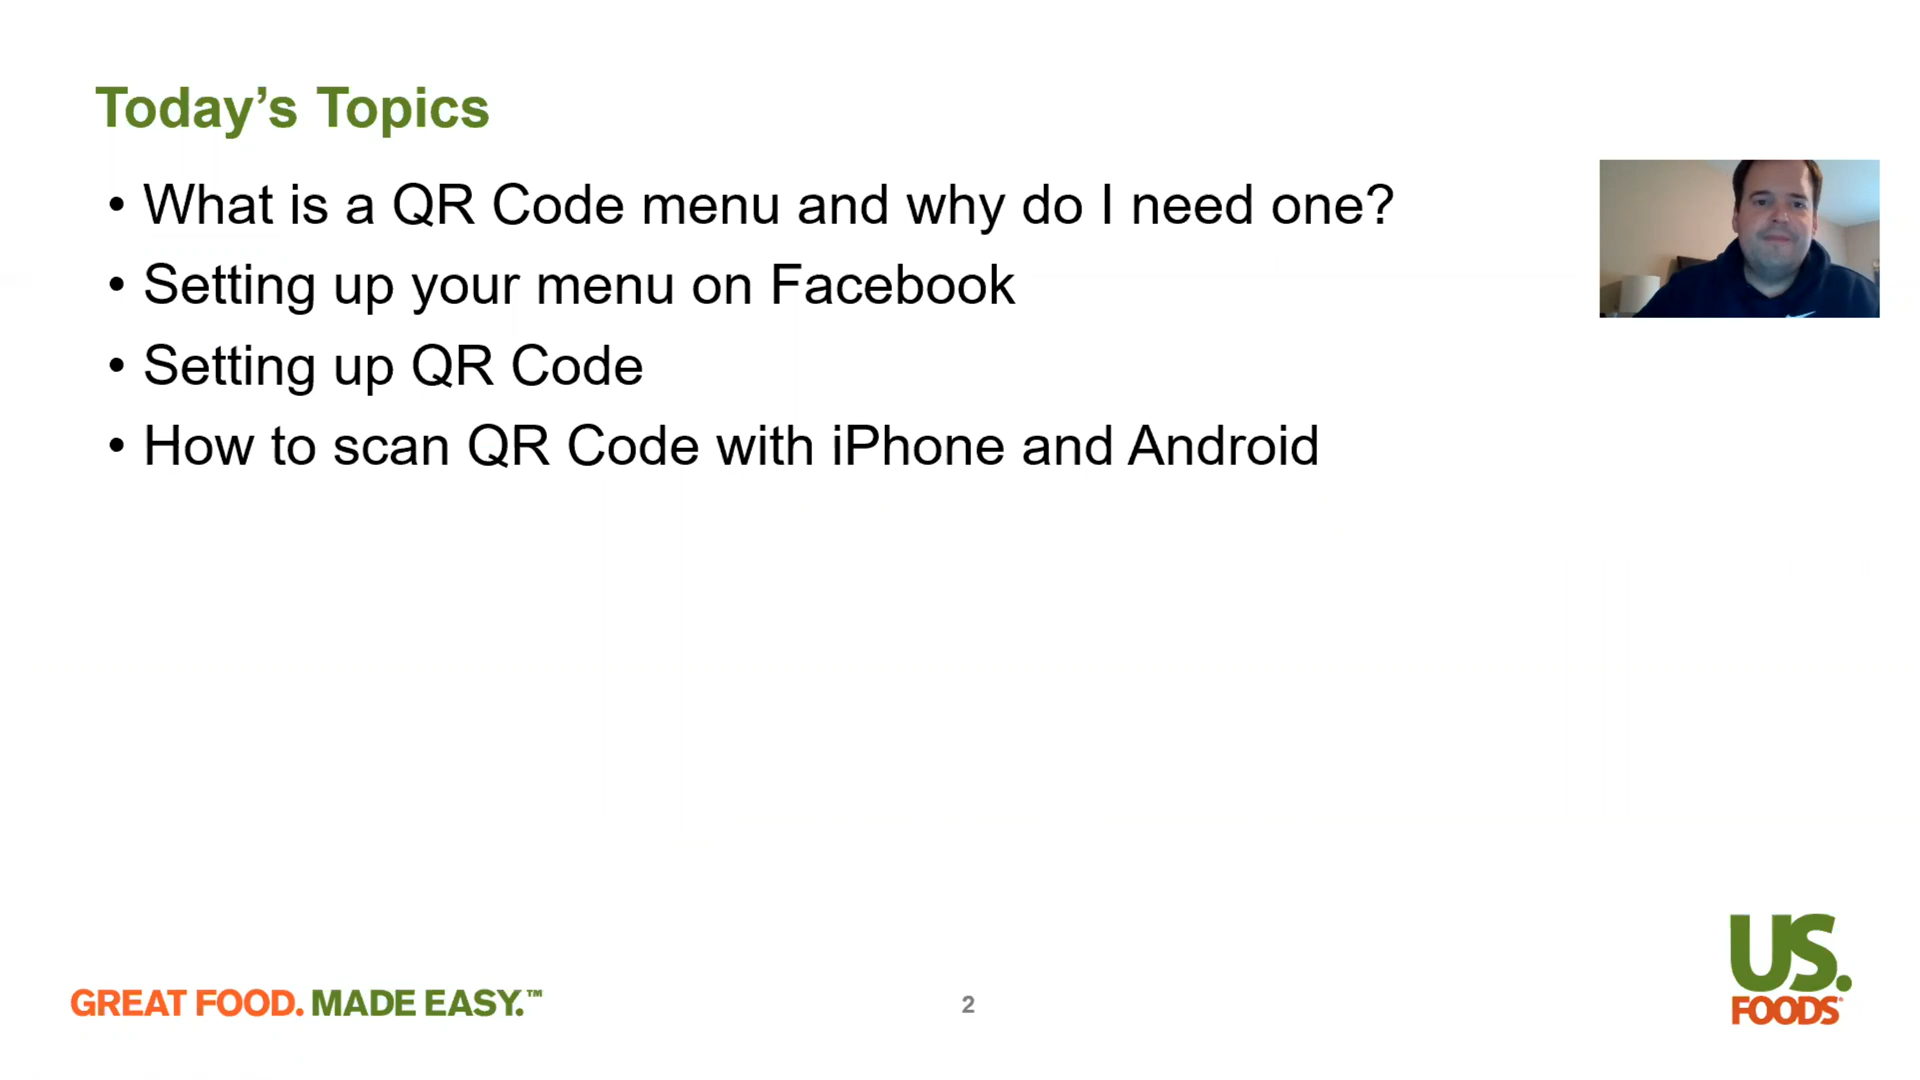 Today’s Topics
• What is a QR Code menu and why do I need one?
• Setting up your menu on Facebook
• Setting up QR Code
• How to scan QR Code with iPhone and Android
GREAT FOOD. MADE EASY.™
2
US.
FOODS®